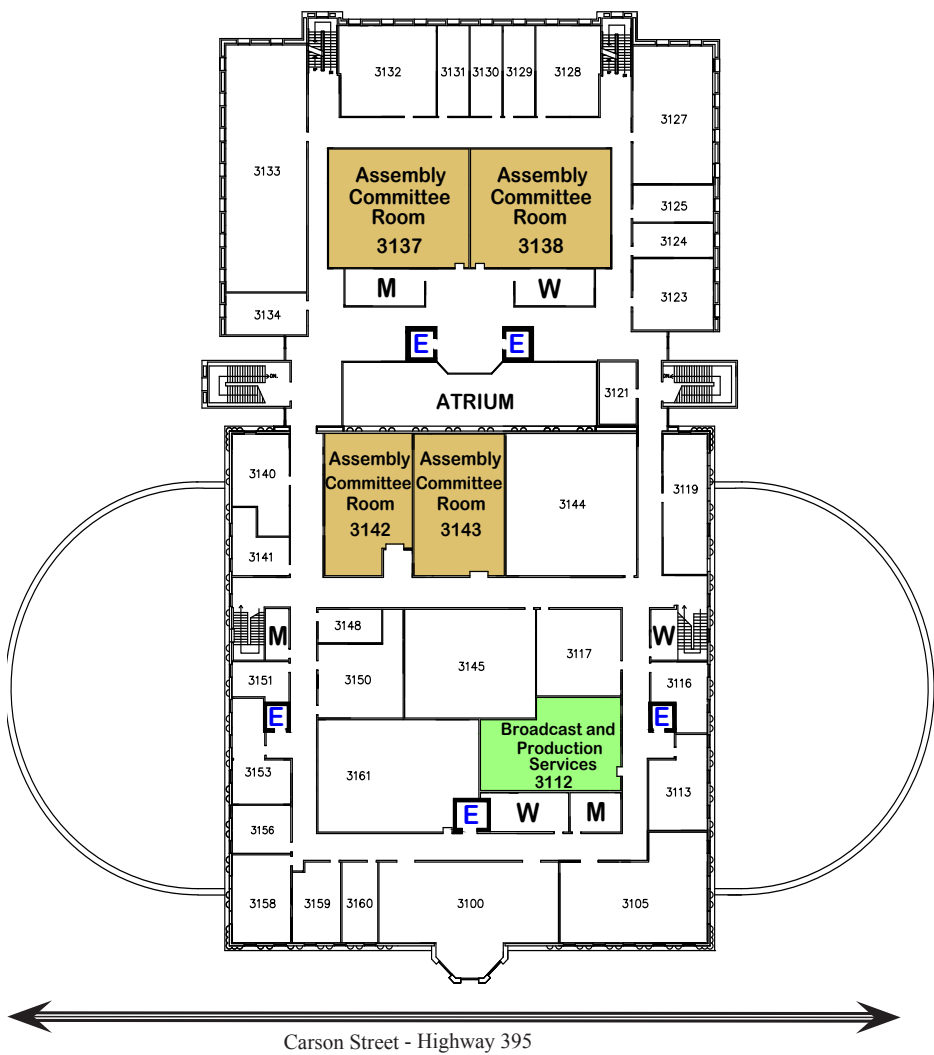 3132
3131
3130
3129
3128
3127
3133
Assembly
Committee
Room
3137
Assembly
Committee
Room
3138
3125
3124
3123
M
W
3134
E
E
DN.
DN.
3121
ATRIUM
3140
Assembly
Committee
Room
3142
Assembly
Committee
Room
3143
3144
3119
3141
M
3148
W
3145
3117
3150
3151
3116
E
E
Broadcast and
Production
Services
3112
3153
3161
3113
E
W
M
3156
3158
3159
3160
3100
3105
Carson Street - Highway 395